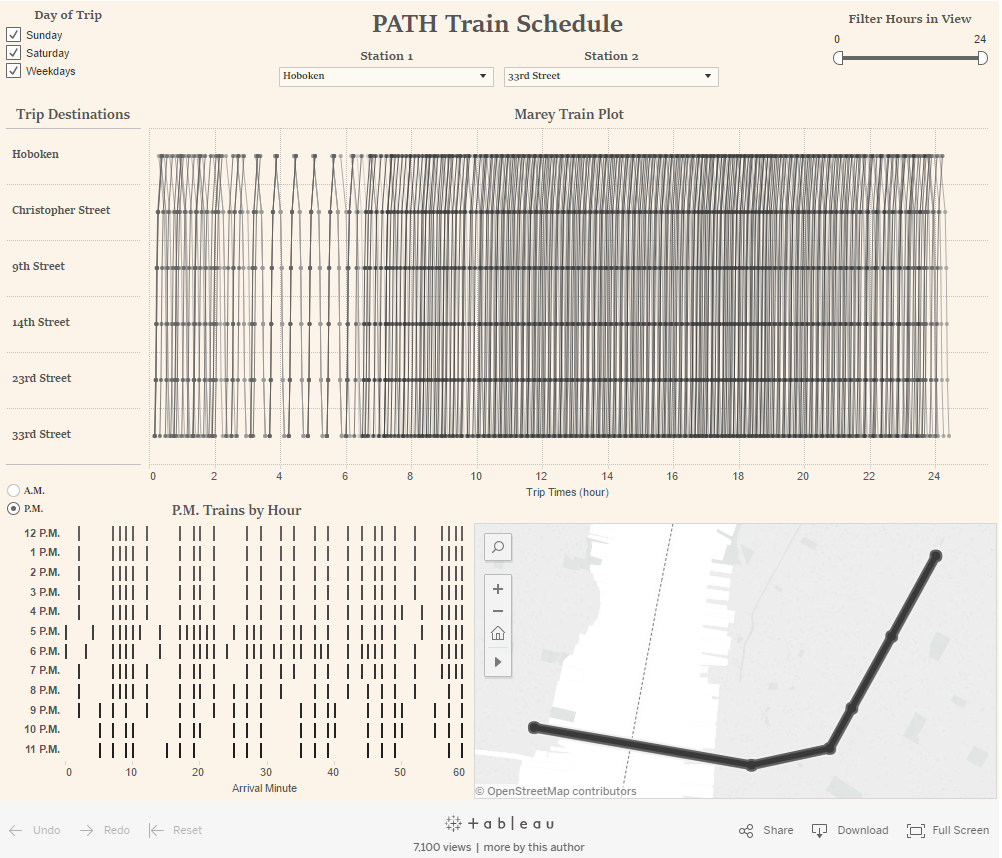 Day of Trip
Sunday
Saturday
Weekdays
PATH Train Schedule
Station 1
Hoboken
Station 2
33rd Street
Filter Hours in View
0 24
Trip Destinations
Marey Train Plot
Hoboken
Christopher Street
9th Street
14th Street
23rd Street
33rd Street
0 2 4 6 8 10 12 14 16 18 20 22 24
Trip Times (hour)
A.M.
P.M.
P.M. Trains by Hour
12 P.M.
1 P.M.
2 P.M.
3 P.M.
4 P.M.
5 P.M.
6 P.M.
7 P.M.
8 P.M.
9 P.M.
10 P.M.
11 P.M.
0 10 20 30 40 50 60
Arrival Minute
© OpenStreetMap contributors
Undo
Redo
Reset
+ a b | e a u
7,100 views | more by this author
Share
Download
Full Screen